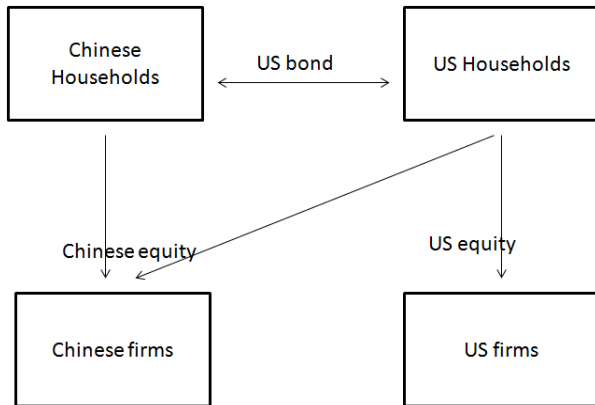 Chinese
Households
US bond
US Households
Chinese equity
US equity
Chinese firms
US firms